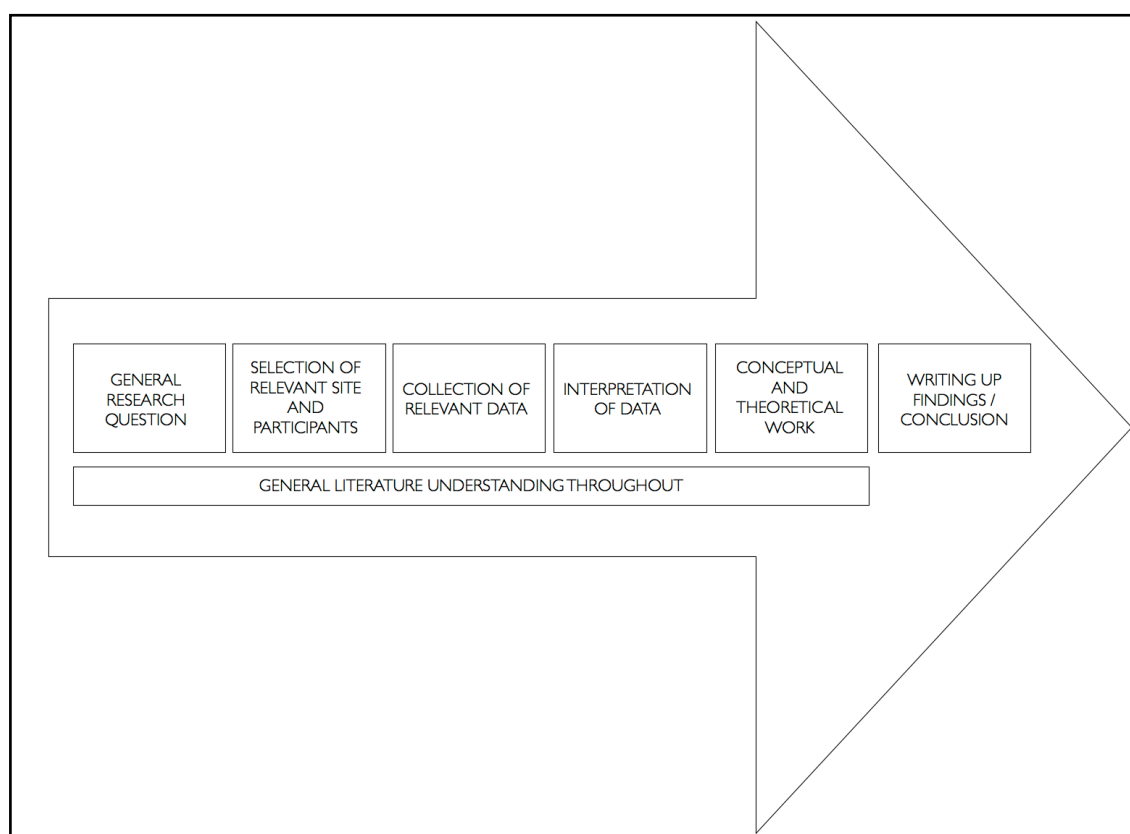 GENERAL
RESEARCH
QUESTION
SELECTION OF
RELEVANT SITE
AND
PARTICIPANTS
COLLECTION OF
RELEVANT DATA
INTERPRETATION
OF DATA
CONCEPTUAL
AND
THEORETICAL
WORK
WRITING UP
FINDINGS /
CONCLUSION
GENERAL LITERATURE UNDERSTANDING THROUGHOUT